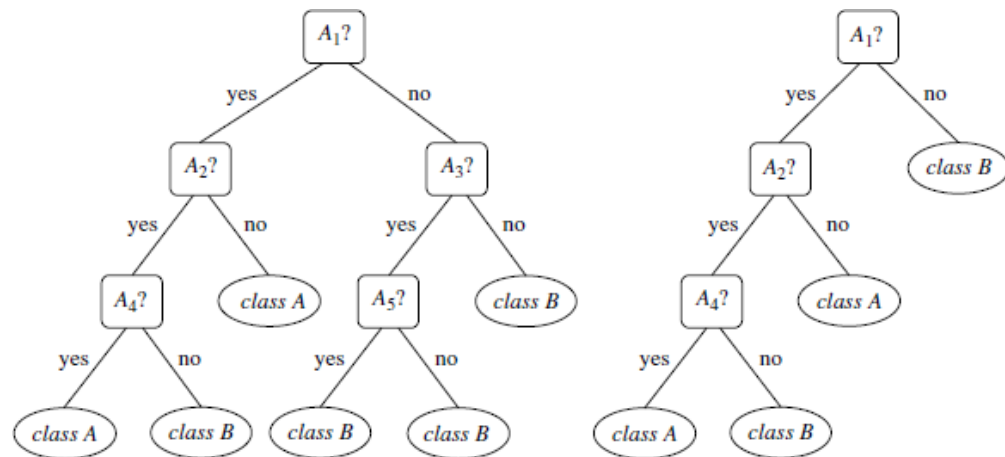 A₁? A₁?
yes no yes no
A₂? A₃? A₂? class B
yes no yes no yes no
A₄? class A A₅? class B A₄? class A
yes no yes no yes no
class A class B class B class B class A class B